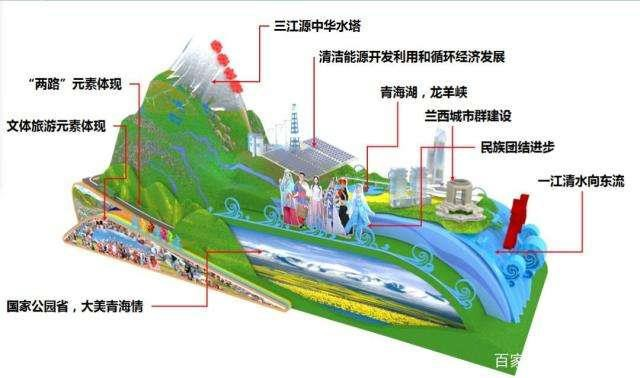 三江源中华水塔
清洁能源开发利用和循环经济发展
“两路”元素体现
青海湖，龙羊峡
兰西城市群建设
文体旅游元素体现
民族团结进步
一江清水向东流
国家公园省，大美青海情
百家